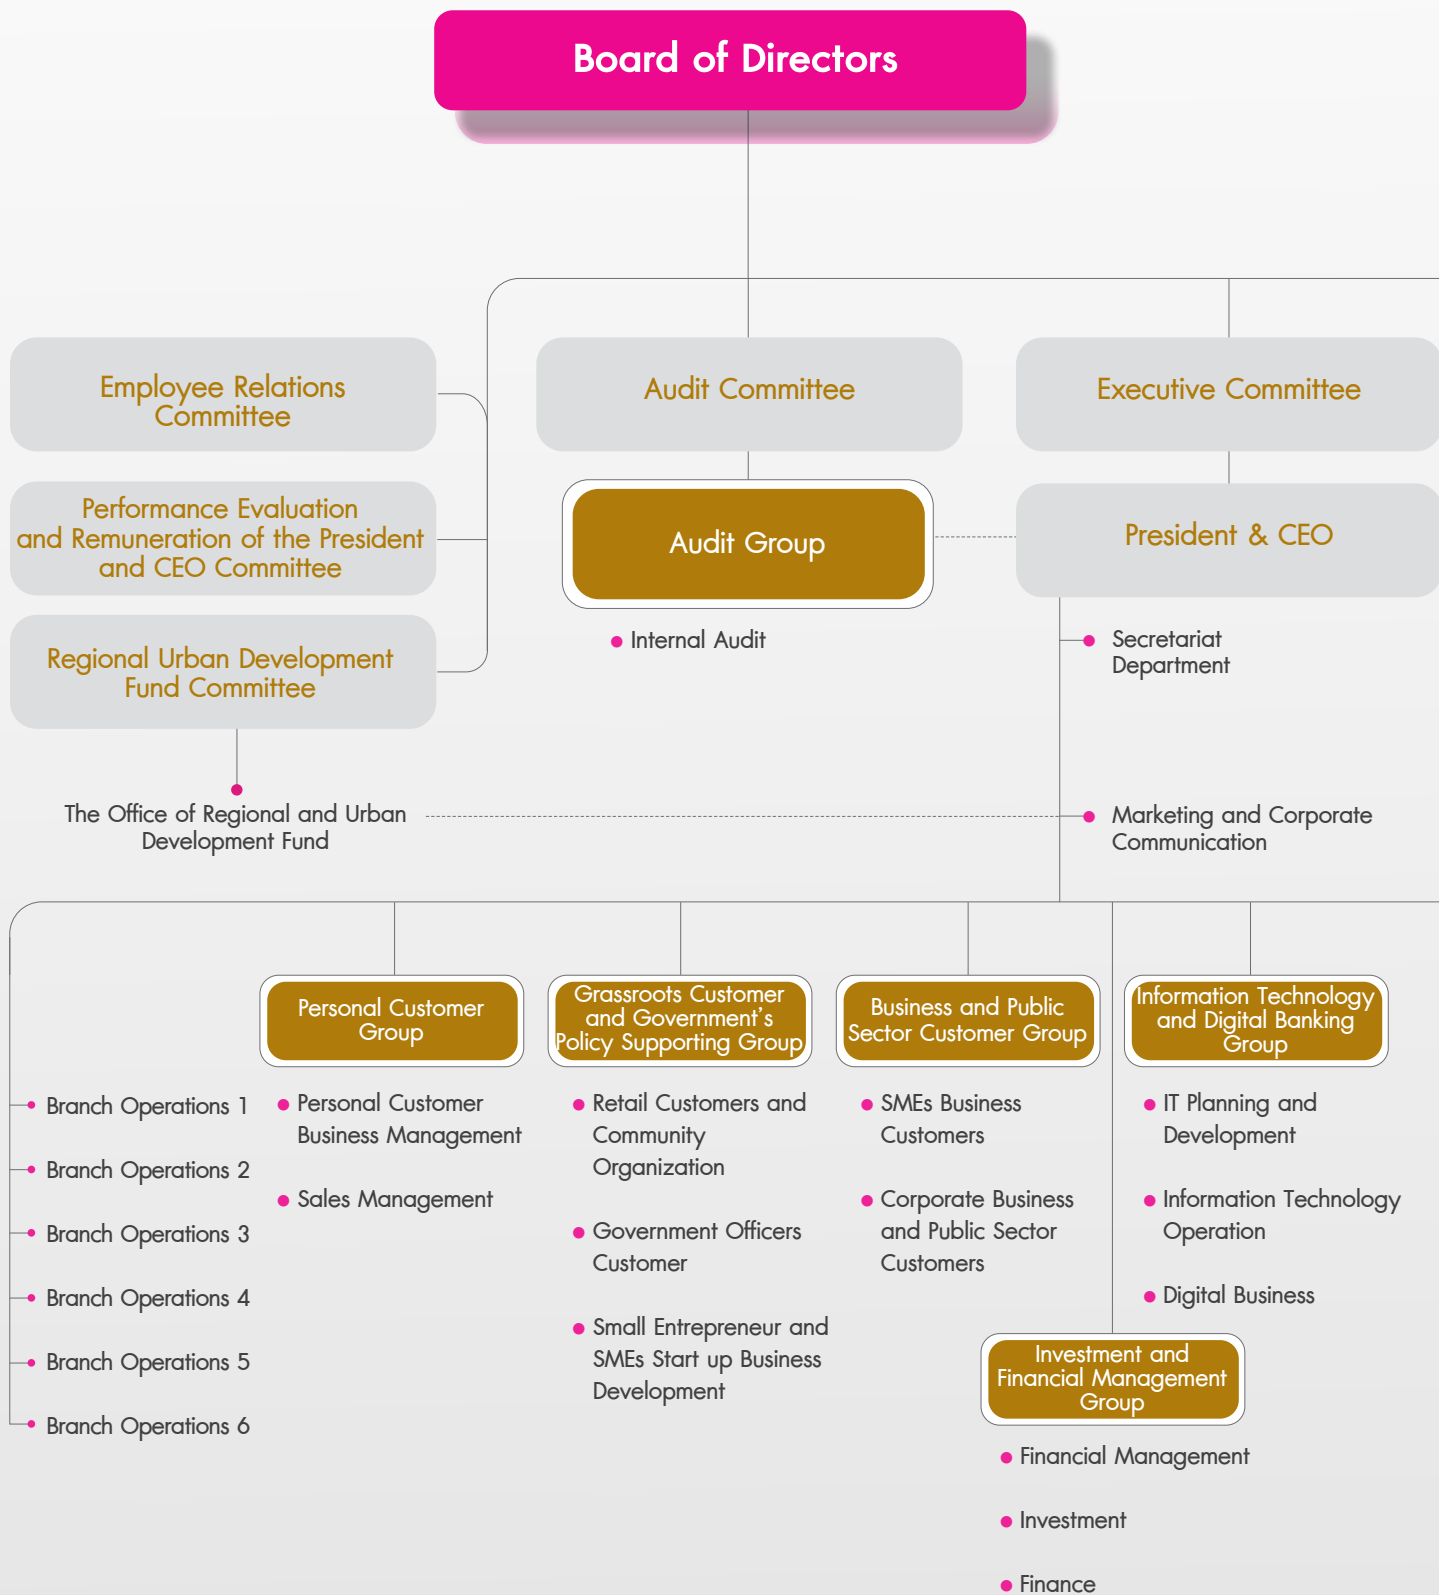 Board of Directors
Employee Relations
Committee
Audit Committee
Executive Committee
Performance Evaluation
and Remuneration of the President
and CEO Committee
Audit Group
President & CEO
Regional Urban Development
Fund Committee
Internal Audit
Secretariat
Department
The Office of Regional and Urban
Development Fund
Marketing and Corporate
Communication
Branch Operations 1
Branch Operations 2
Branch Operations 3
Branch Operations 4
Branch Operations 5
Branch Operations 6
Personal Customer
Group
Personal Customer
Business Management
Sales Management
Grassroots Customer
and Government's
Policy Supporting Group
Retail Customers and
Community
Organization
Government Officers
Customer
Small Entrepreneur and
SMEs Start up Business
Development
Business and Public
Sector Customer Group
SMEs Business
Customers
Corporate Business
and Public Sector
Customers
Information Technology
and Digital Banking
Group
IT Planning and
Development
Information Technology
Operation
Digital Business
Investment and
Financial Management
Group
Financial Management
Investment
Finance